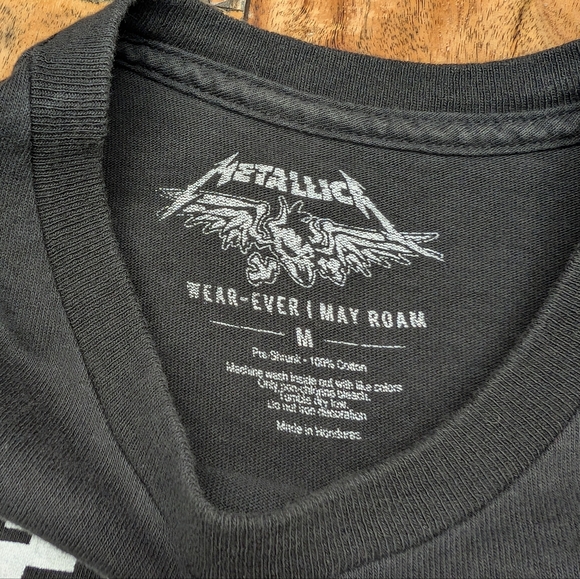 METALLICA
WEAR-EVER I MAY ROAM
M
Pre-Shrunk - 100% Cotton
Machine wash inside out with like colors
Only non-chlorine bleach.
Tumble dry low.
Do not iron decoration
Made in Honduras